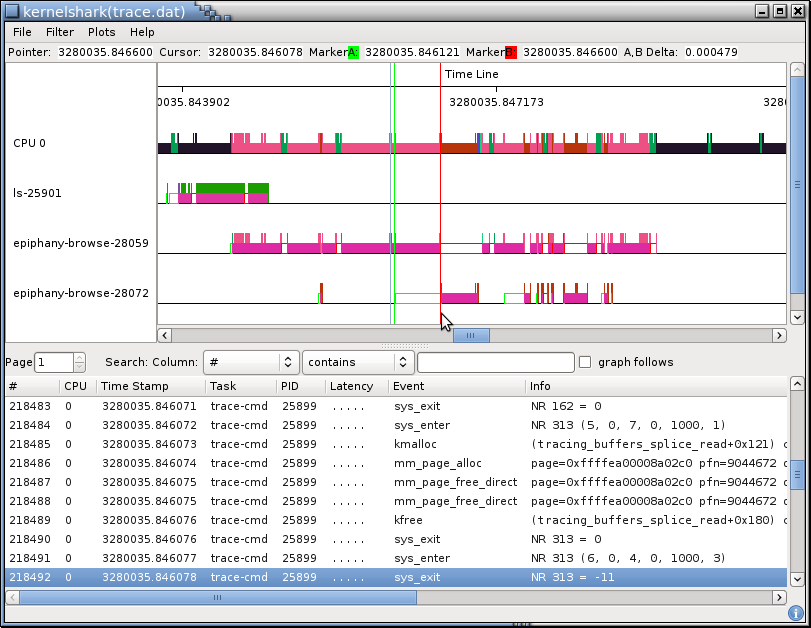 kernelshark(trace.dat)
File Filter Plots Help
Pointer: 3280035.846600 Cursor: 3280035.846078 Marker A: 3280035.846121 Marker B: 3280035.846600 A,B Delta: 0.000479
Time Line
0035.843902 3280035.847173 3280
CPU 0
ls-25901
epiphany-browse-28059
epiphany-browse-28072
Page 1 Search: Column: # contains graph follows
# CPU Time Stamp Task PID Latency Event Info
218483 0 3280035.846071 trace-cmd 25899 ..... sys_exit NR 162 = 0
218484 0 3280035.846072 trace-cmd 25899 ..... sys_enter NR 313 (5, 0, 7, 0, 1000, 1)
218485 0 3280035.846073 trace-cmd 25899 ..... kmalloc (tracing_buffers_splice_read+0x121) c
218486 0 3280035.846074 trace-cmd 25899 ..... mm_page_alloc page=0xffffea00008a02c0 pfn=9044672 o
218487 0 3280035.846075 trace-cmd 25899 ..... mm_page_free_direct page=0xffffea00008a02c0 pfn=9044672 o
218488 0 3280035.846075 trace-cmd 25899 ..... mm_page_free_direct page=0xffffea00008a02c0 pfn=9044672 o
218489 0 3280035.846076 trace-cmd 25899 ..... kfree (tracing_buffers_splice_read+0x180) c
218490 0 3280035.846076 trace-cmd 25899 ..... sys_exit NR 313 = 0
218491 0 3280035.846077 trace-cmd 25899 ..... sys_enter NR 313 (6, 0, 4, 0, 1000, 3)
218492 0 3280035.846078 trace-cmd 25899 ..... sys_exit NR 313 = -11